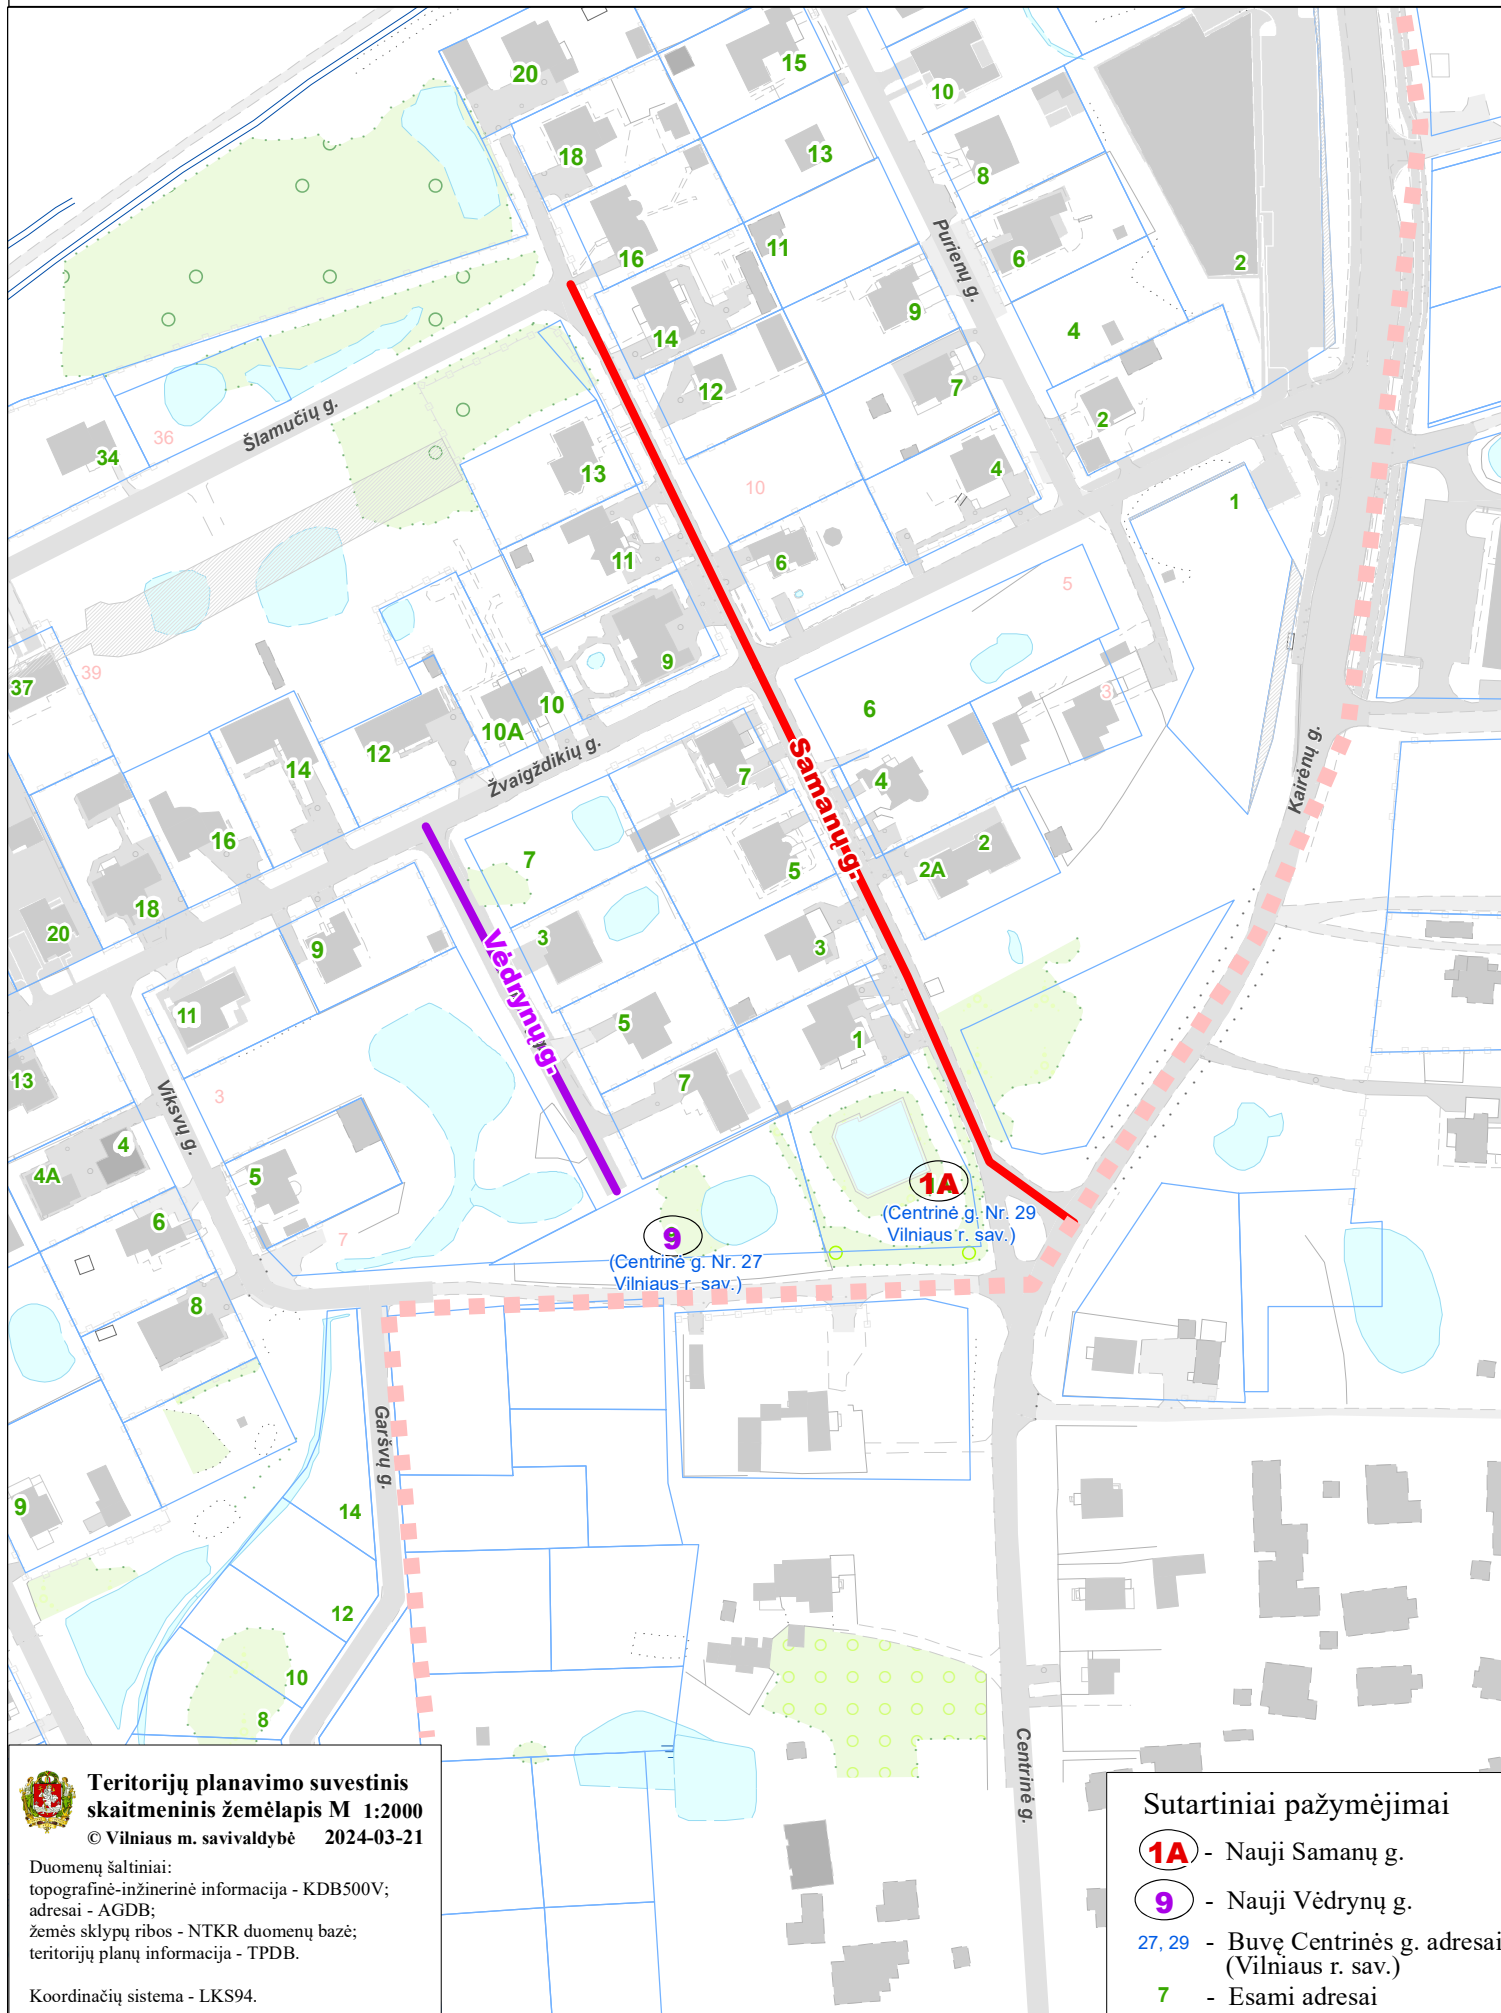 20
15
10
18
13
8
16
11
6
2
Purienų g.
14
9
4
12
7
2
Šlamučių g.
34
36
13
10
4
1
11
6
5
37
39
9
3
10
10A
6
12
14
Žvaigždikių g.
7
4
Samanų g.
Kairėnų g.
16
7
5
2A
2
18
20
9
3
Vėdrynų g.
3
11
5
1
13
7
Viksvų g.
3
4
4A
5
1A
6
(Centrinė g. Nr. 29
Vilniaus r. sav.)
7
9
(Centrinė g. Nr. 27
Vilniaus r. sav.)
8
Garšvų g.
9
14
12
10
8
Centrinė g.
Teritorijų planavimo suvestinis
skaitmeninis žemėlapis M 1:2000
© Vilniaus m. savivaldybė 2024-03-21
Duomenų šaltiniai:
topografinė-inžinerinė informacija - KDB500V;
adresai - AGDB;
žemės sklypų ribos - NTKR duomenų bazė;
teritorijų planų informacija - TPDB.
Koordinačių sistema - LKS94.
Sutartiniai pažymėjimai
1A - Nauji Samanų g.
9 - Nauji Vėdrynų g.
27, 29 - Buvę Centrinės g. adresai
(Vilniaus r. sav.)
7 - Esami adresai